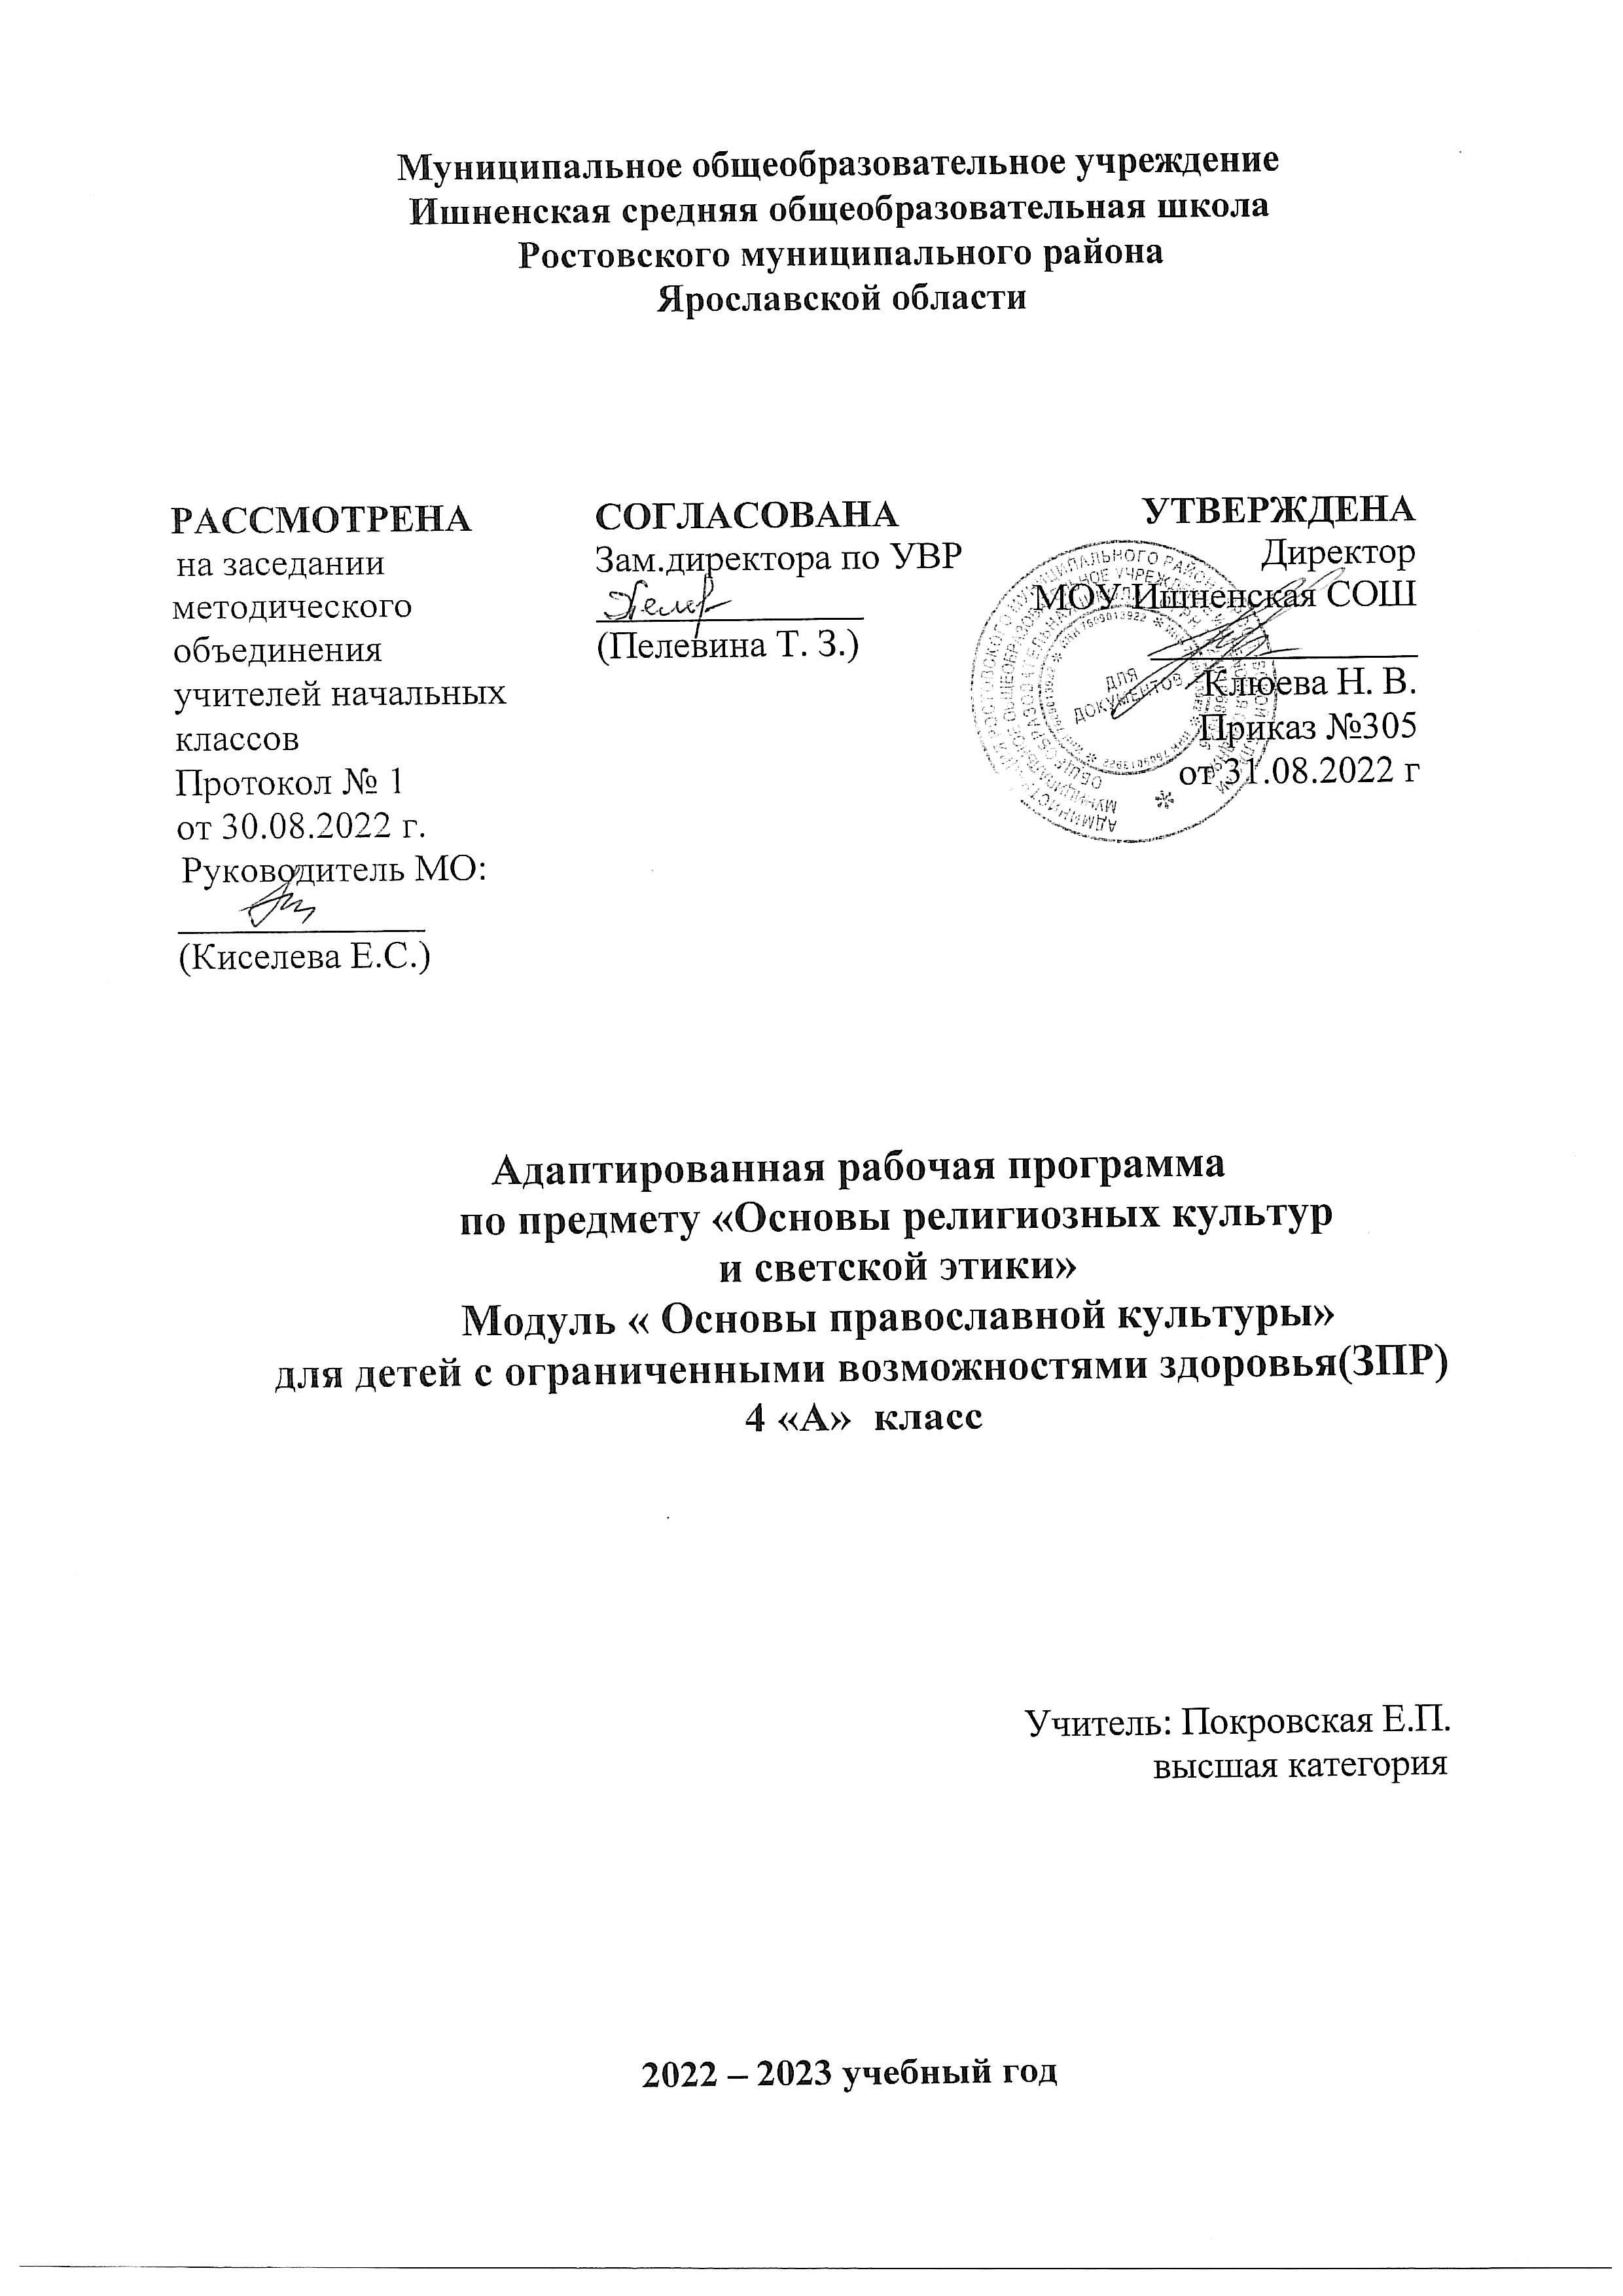 Муниципальное общеобразовательное учреждение
Ишненская средняя общеобразовательная школа
Ростовского муниципального района
Ярославской области
РАССМОТРЕНА
на заседании
методического
объединения
учителей начальных
классов
Протокол № 1
от 30.08.2022 г.
Руководитель МО:
(Киселева Е.С.)
СОГЛАСОВАНА
Зам.директора по УВР
(Пелевина Т. З.)
УТВЕРЖДЕНА
Директор
МОУ Ишненская СОШ
Клюева Н. В.
Приказ №305
от 31.08.2022 г
ДЛЯ
ДОКУМЕНТОВ
Адаптированная рабочая программа
по предмету «Основы религиозных культур
и светской этики»
Модуль « Основы православной культуры»
для детей с ограниченными возможностями здоровья(ЗПР)
4 «А» класс
Учитель: Покровская Е.П.
высшая категория
2022 – 2023 учебный год